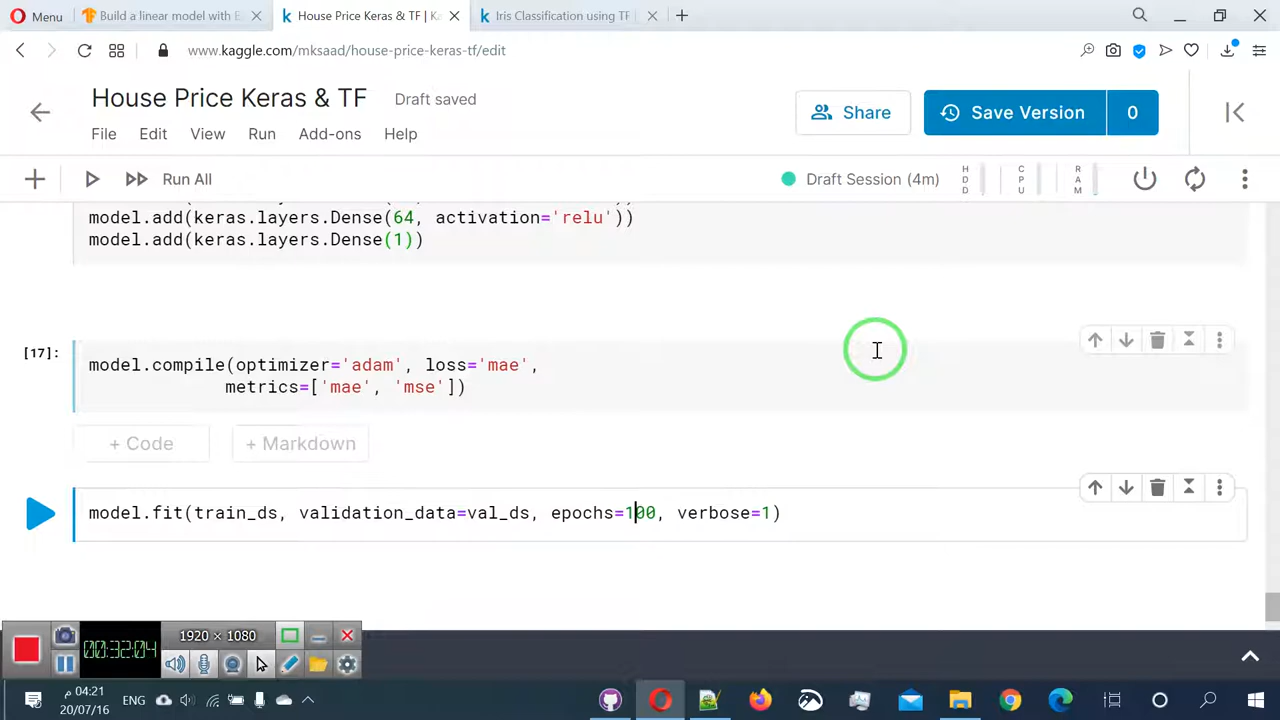 Menu
Build a linear model with E
House Price Keras & TF | Ka
Iris Classification using TF
www.kaggle.com/mksaad/house-price-keras-tf/edit
House Price Keras & TF
Draft saved
Share
Save Version
0
File
Edit
View
Run
Add-ons
Help
Run All
Draft Session (4m)
HDD
CPU
RAM
model.add(keras.layers.Dense(64, activation='relu'))
model.add(keras.layers.Dense(1))
[17]:
model.compile(optimizer='adam', loss='mae',
metrics=['mae', 'mse'])
+ Code
+ Markdown
model.fit(train_ds, validation_data=val_ds, epochs=100, verbose=1)
00:32:04
1920 × 1080
04:21 م
20/07/16
ENG